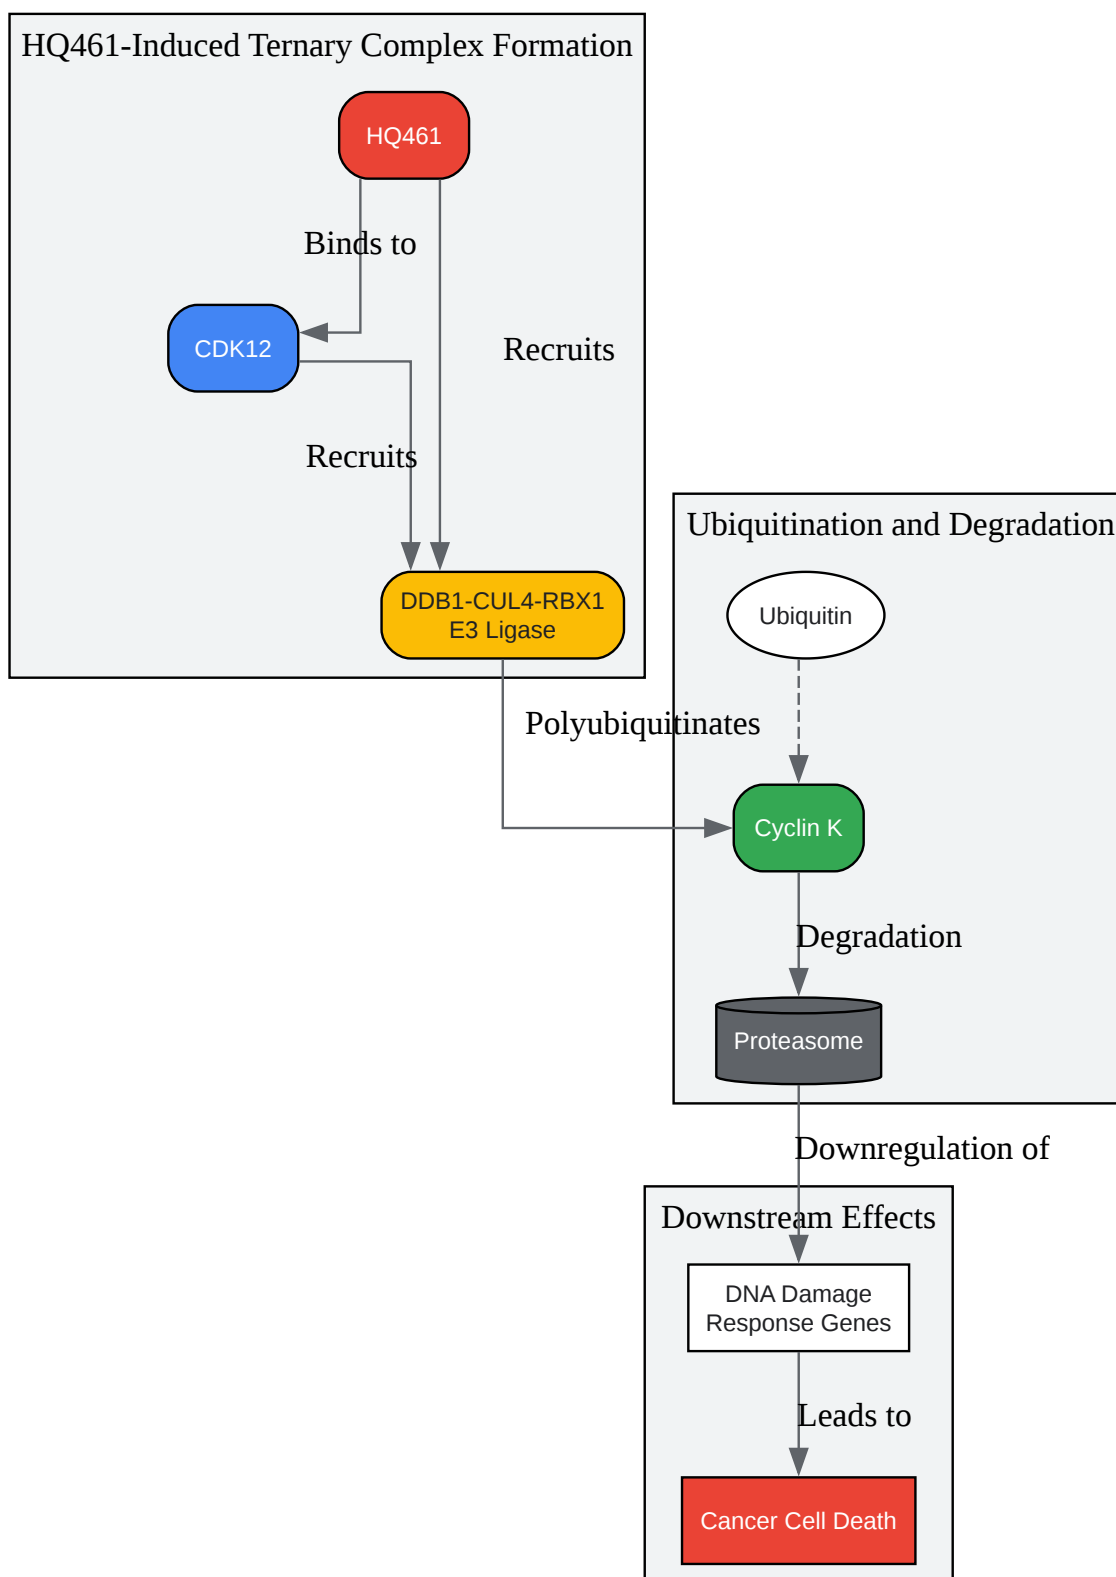 HQ461-Induced Ternary Complex Formation
HQ461
Binds to
CDK12
Recruits
Recruits
DDB1-CUL4-RBX1
E3 Ligase
Ubiquitination and Degradation
Ubiquitin
Polyubiquitinates
Cyclin K
Degradation
Proteasome
Downregulation of
Downstream Effects
DNA Damage
Response Genes
Leads to
Cancer Cell Death